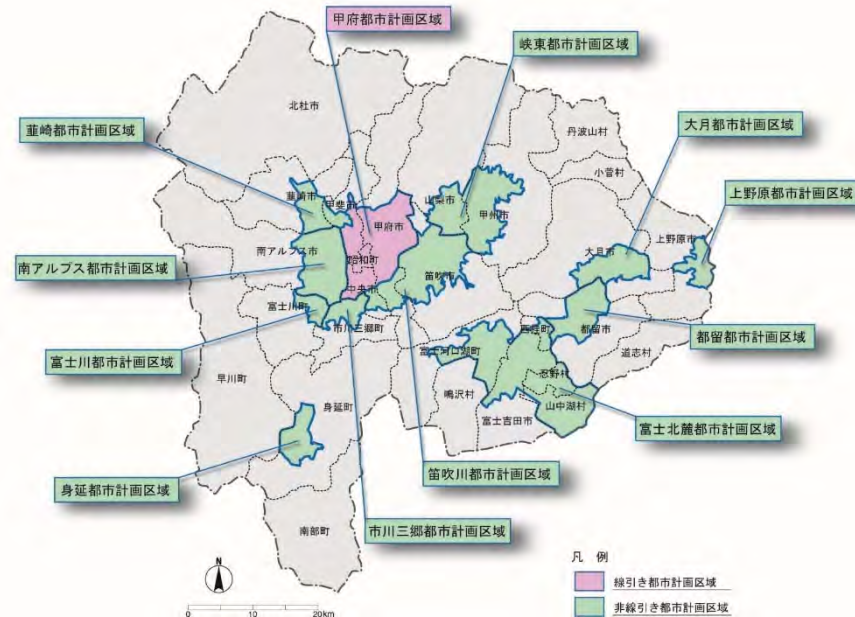 甲府都市計画区域
峡東都市計画区域
北杜市
丹波山村
大月都市計画区域
韮崎都市計画区域
小菅村
上野原都市計画区域
韮崎市
甲斐市
山梨市
甲州市
甲府市
上野原市
南アルプス市
大月市
昭和町
笛吹市
南アルプス都市計画区域
中央市
富士川町
市川三郷町
西桂町
都留市
都留都市計画区域
富士河口湖町
道志村
富士川都市計画区域
忍野村
早川町
鳴沢村
山中湖村
身延町
富士吉田市
富士北麓都市計画区域
笛吹川都市計画区域
身延都市計画区域
市川三郷都市計画区域
南部町
凡 例
N
線引き都市計画区域
0 10 20km
非線引き都市計画区域